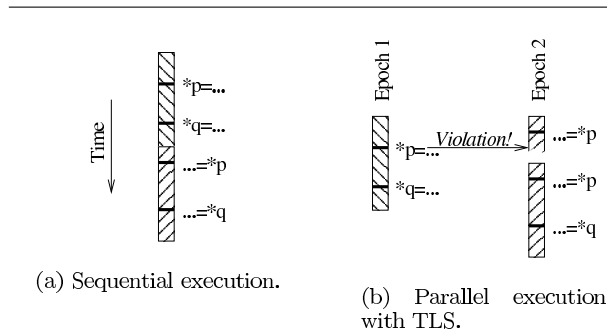 *p=...
*q=...
...=*p
...=*q
Time
(a) Sequential execution.
Epoch 1
Epoch 2
*p=...
Violation!
*q=...
...=*p
...=*p
...=*q
(b) Parallel execution
with TLS.